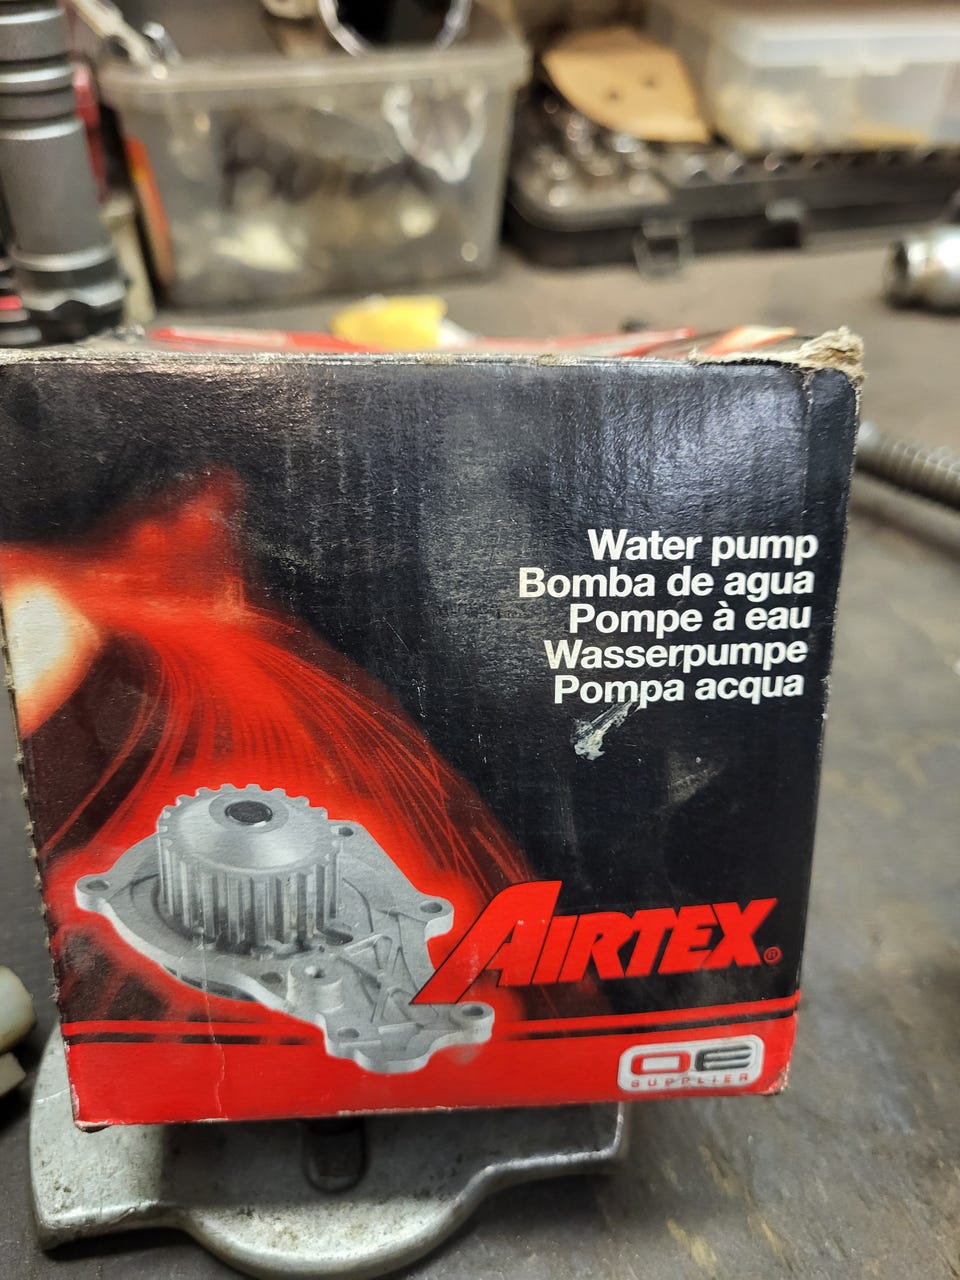 Water pump
Bomba de agua
Pompe à eau
Wasserpumpe
Pompa acqua
AIRTEX®
OE
SUPPLIER